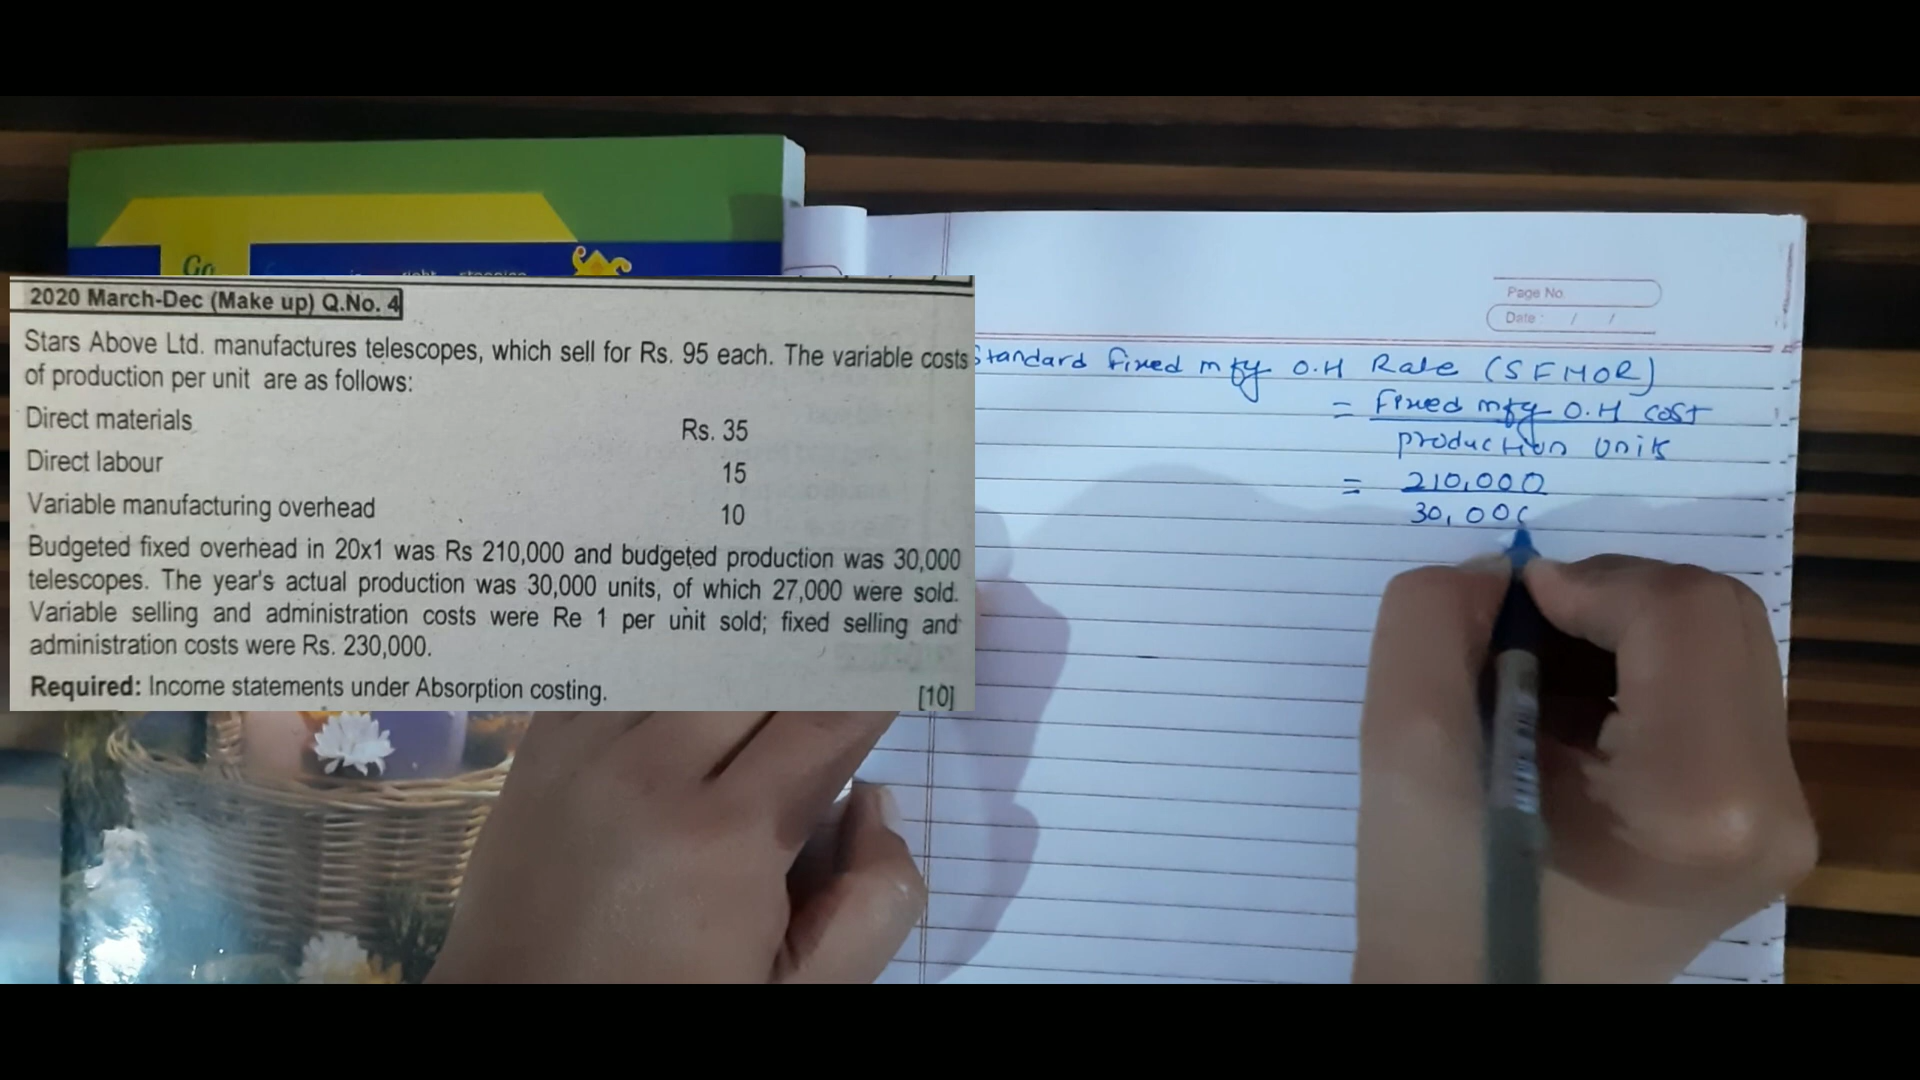 Go
right stepping
2020 March-Dec (Make up) Q.No. 4
Stars Above Ltd. manufactures telescopes, which sell for Rs. 95 each. The variable costs
of production per unit are as follows:
Direct materials Rs. 35
Direct labour 15
Variable manufacturing overhead 10
Budgeted fixed overhead in 20x1 was Rs 210,000 and budgeted production was 30,000
telescopes. The year's actual production was 30,000 units, of which 27,000 were sold.
Variable selling and administration costs were Re 1 per unit sold; fixed selling and
administration costs were Rs. 230,000.
Required: Income statements under Absorption costing. [10]
Page No.
Date: / /
Standard fixed mfg O.H Rate (SFMOR)
= fixed mfg O.H cost
production units
= 210,000
30,000